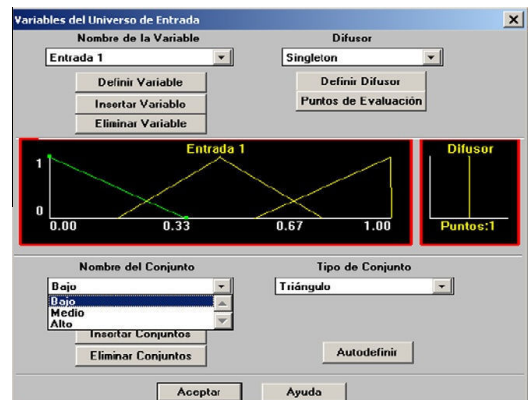 Variables del Universo de Entrada
Nombre de la Variable
Difusor
Entrada 1
Singleton
Definir Variable
Definir Difusor
Insertar Variable
Puntos de Evaluación
Eliminar Variable
Entrada 1
Difusor
1
0
0.00 0.33 0.67 1.00
Puntos:1
Nombre del Conjunto
Tipo de Conjunto
Bajo
Triángulo
Bajo
Medio
Alto
Insertar Conjuntos
Eliminar Conjuntos
Autodefinir
Aceptar
Ayuda